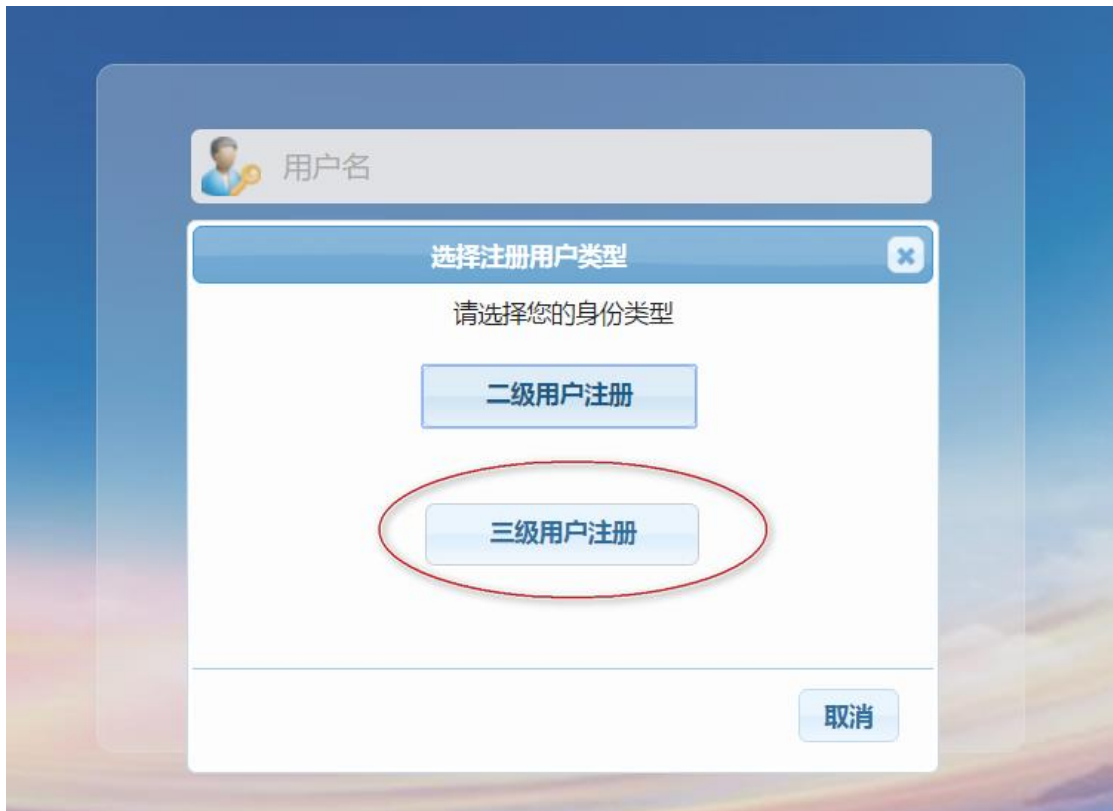 用户名
选择注册用户类型
请选择您的身份类型
二级用户注册
三级用户注册
取消